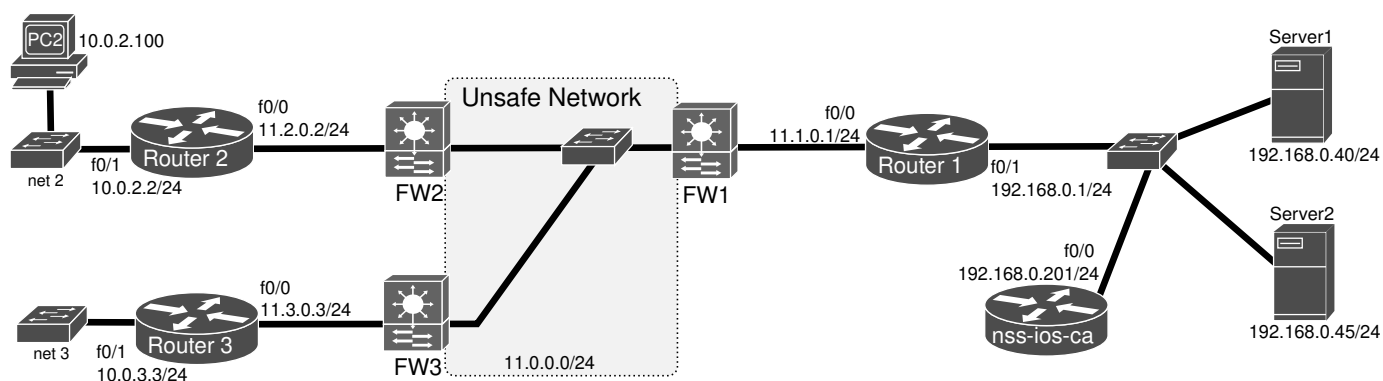 PC2
10.0.2.100
net 2
f0/1
10.0.2.2/24
Router 2
f0/0
11.2.0.2/24
FW2
Unsafe Network
FW1
f0/0
11.1.0.1/24
Router 1
f0/1
192.168.0.1/24
Server1
192.168.0.40/24
Server2
192.168.0.45/24
f0/0
192.168.0.201/24
nss-ios-ca
net 3
f0/1
10.0.3.3/24
Router 3
f0/0
11.3.0.3/24
FW3
11.0.0.0/24